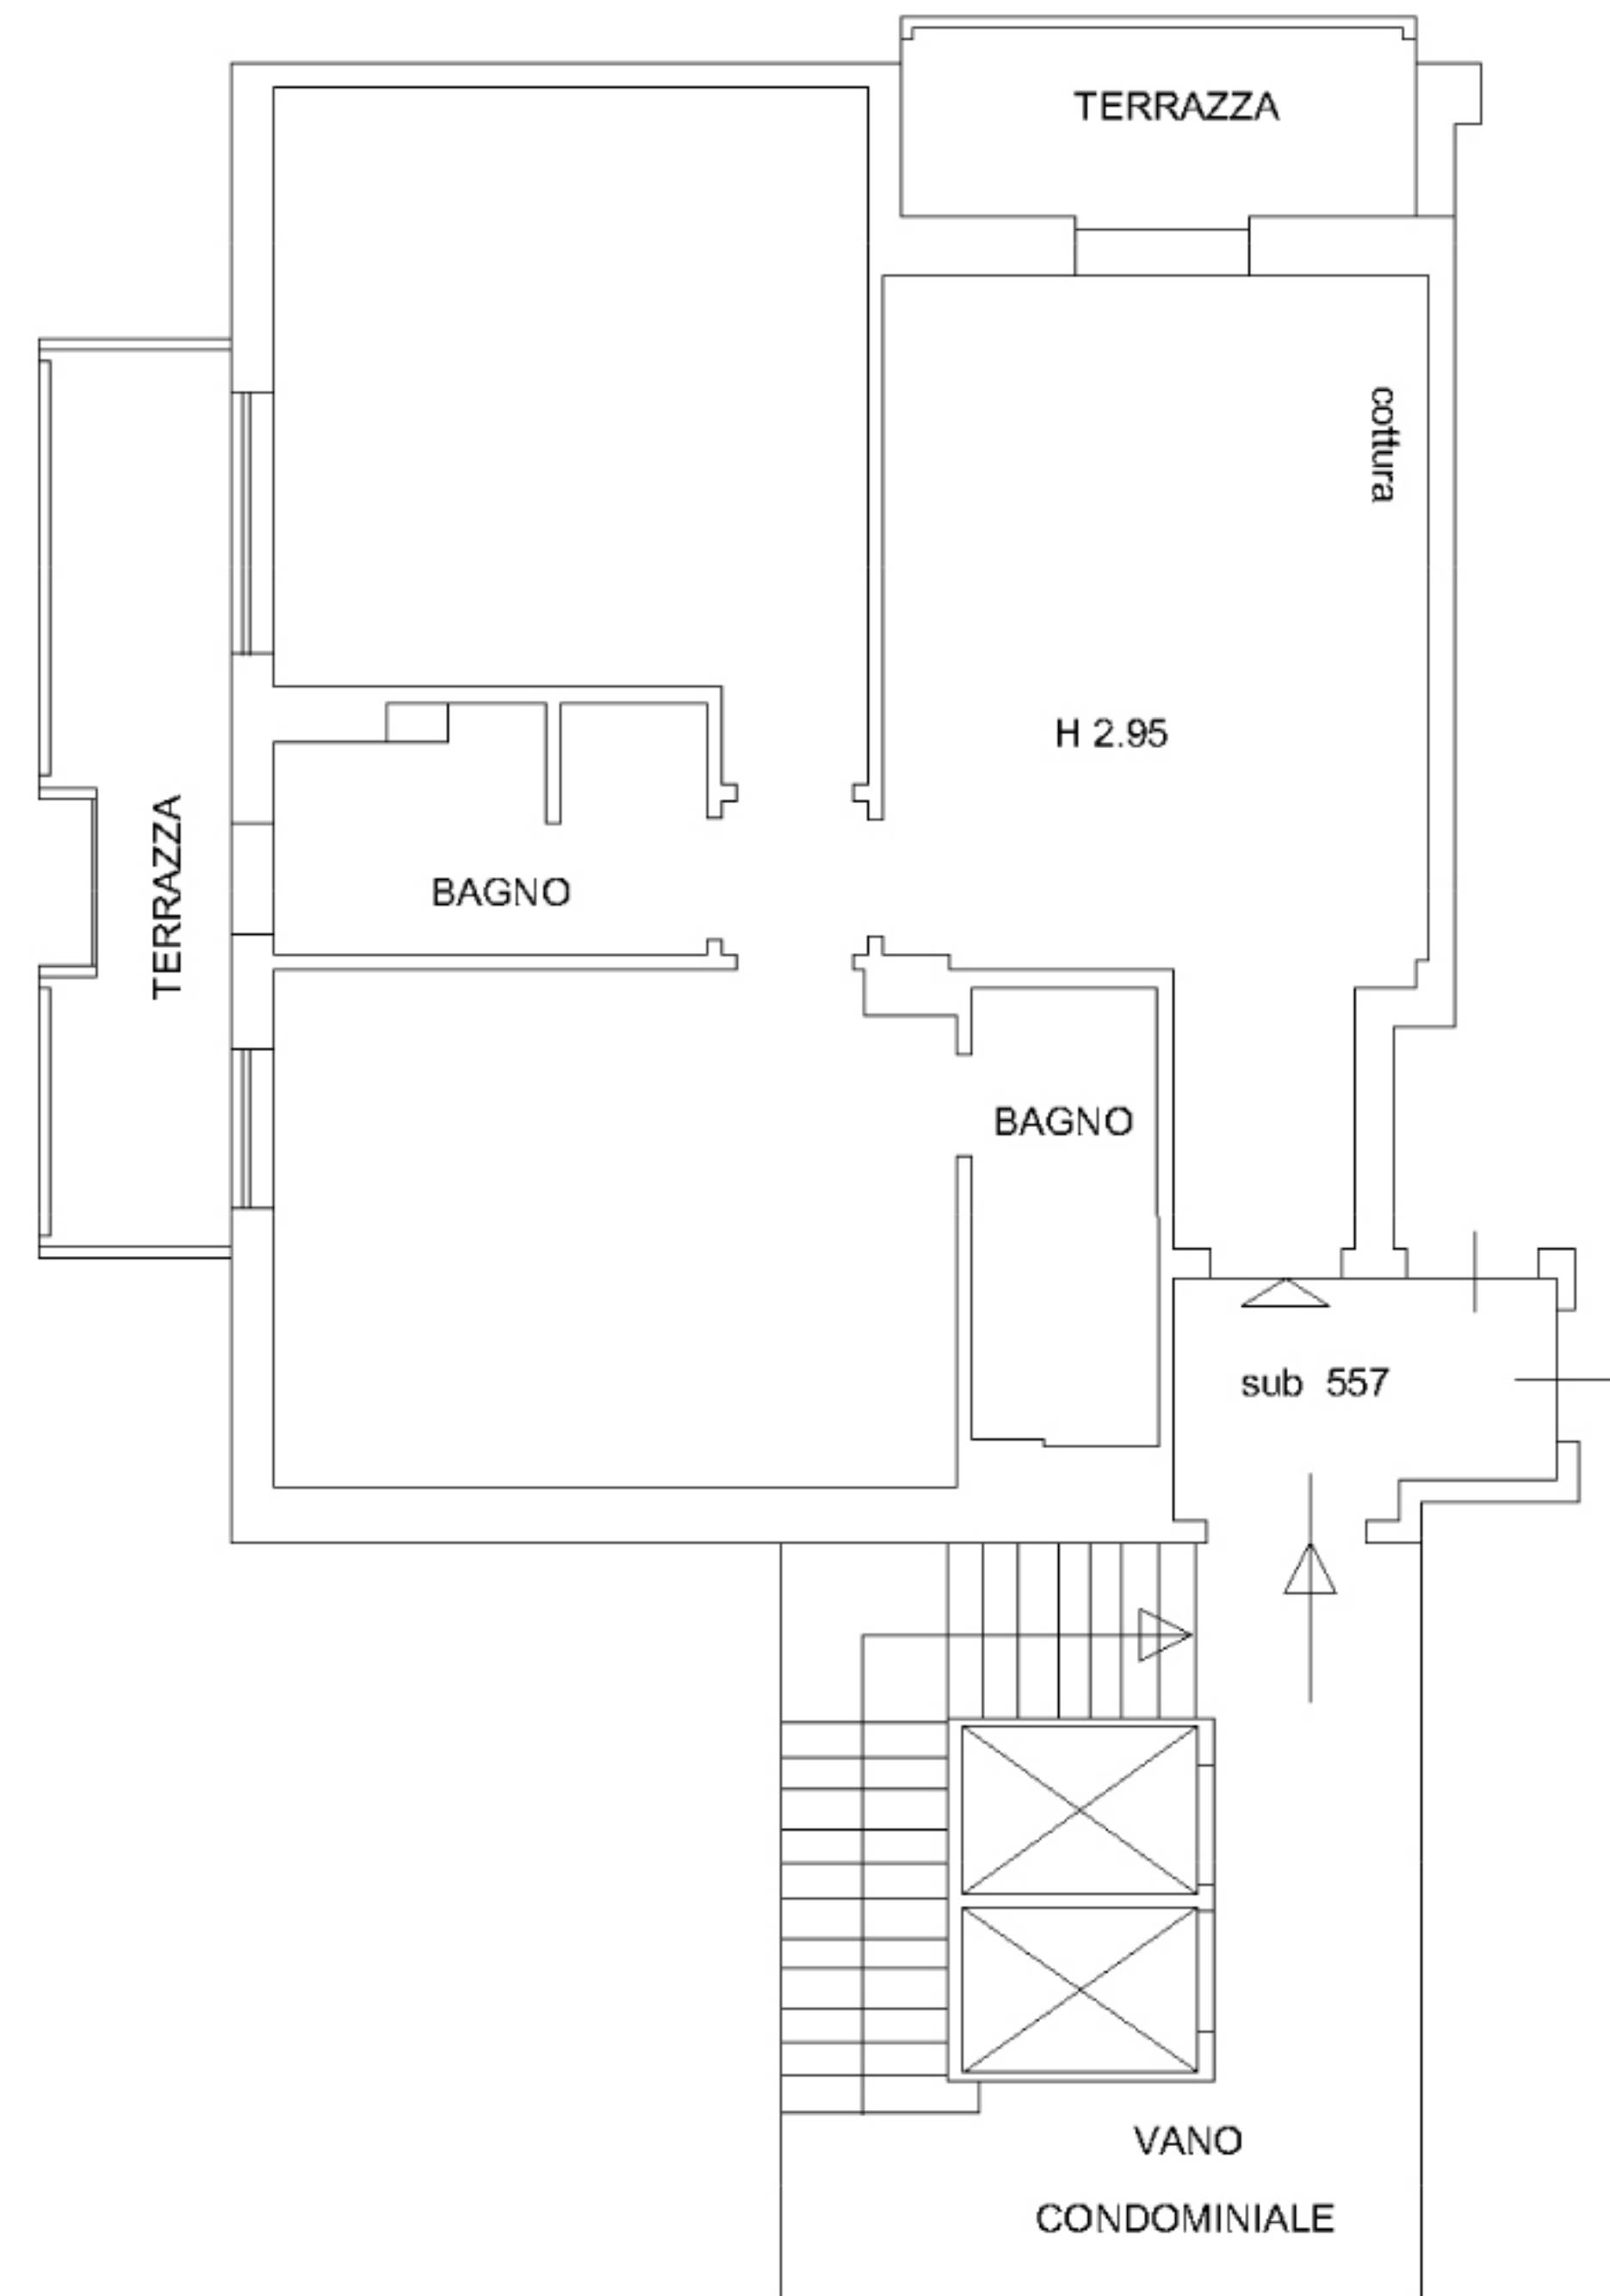 TERRAZZA
cottura
H 2.95
TERRAZZA
BAGNO
BAGNO
sub 557
VANO
CONDOMINIALE